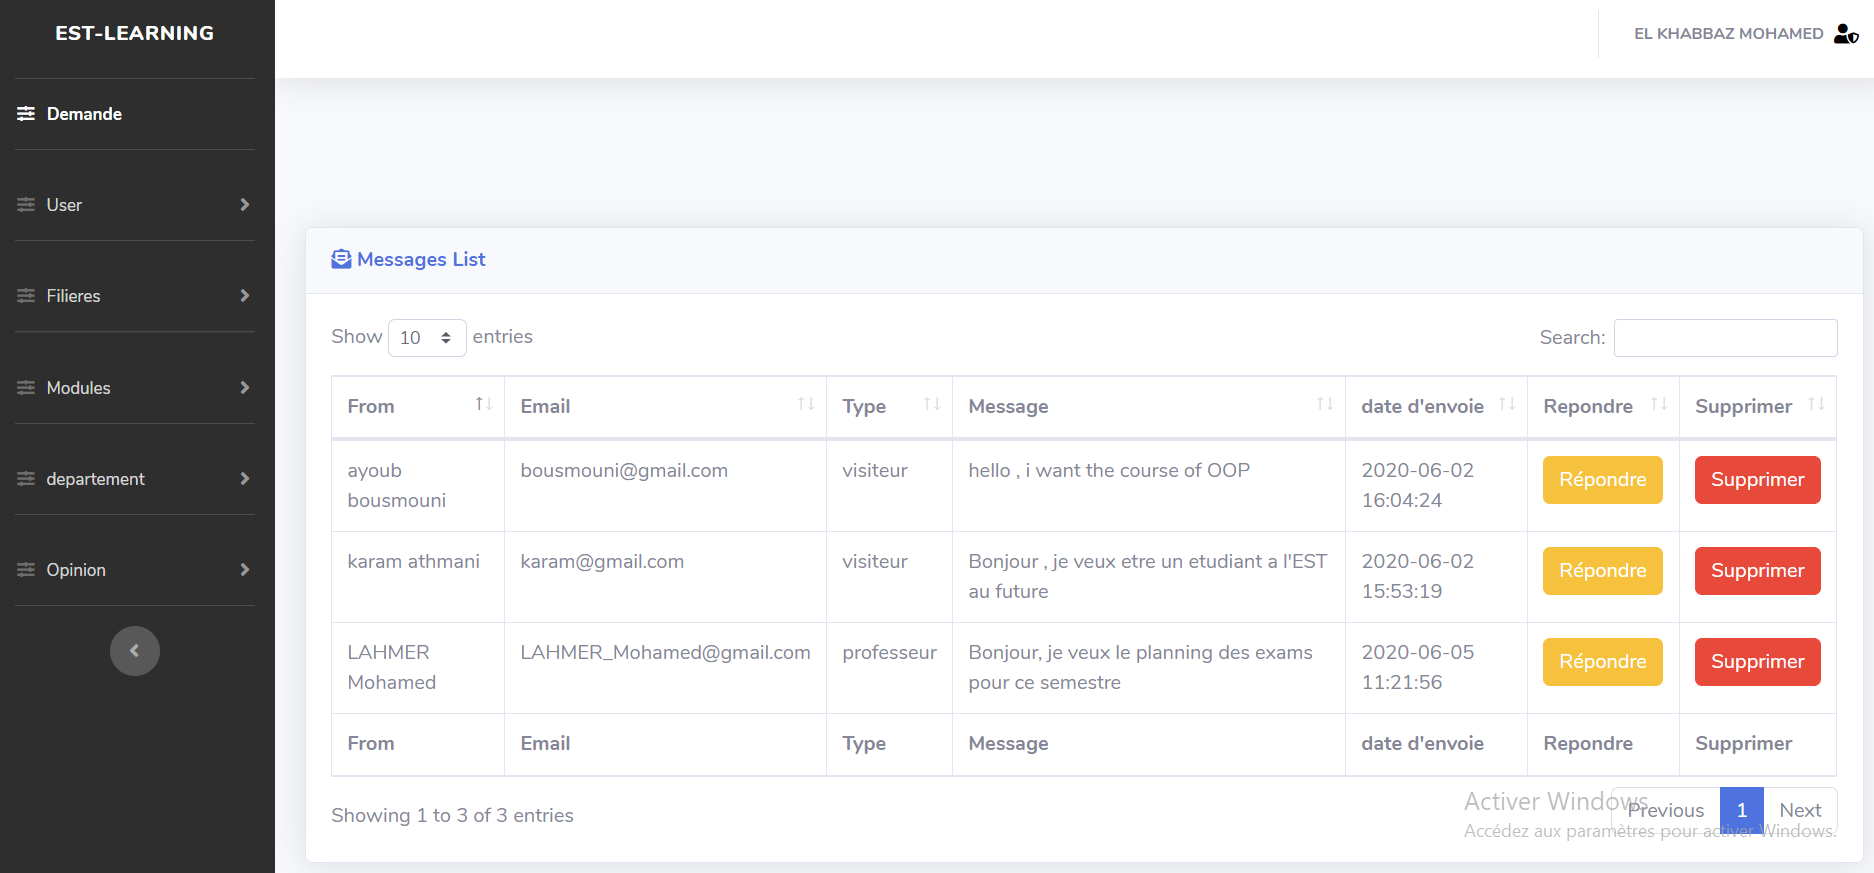 EST-LEARNING
EL KHABBAZ MOHAMED
Demande
User
Filieres
Modules
departement
Opinion
Messages List
Show 10 entries
Search:
From Email Type Message date d'envoie Repondre Supprimer
ayoub bousmouni@gmail.com visiteur hello , i want the course of OOP 2020-06-02 Répondre Supprimer
bousmouni 16:04:24
karam athmani karam@gmail.com visiteur Bonjour , je veux etre un etudiant a l'EST 2020-06-02 Répondre Supprimer
au future 15:53:19
LAHMER LAHMER_Mohamed@gmail.com professeur Bonjour, je veux le planning des exams 2020-06-05 Répondre Supprimer
Mohamed pour ce semestre 11:21:56
From Email Type Message date d'envoie Repondre Supprimer
Showing 1 to 3 of 3 entries
Previous 1 Next
Activer Windows
Accédez aux paramètres pour activer Windows.